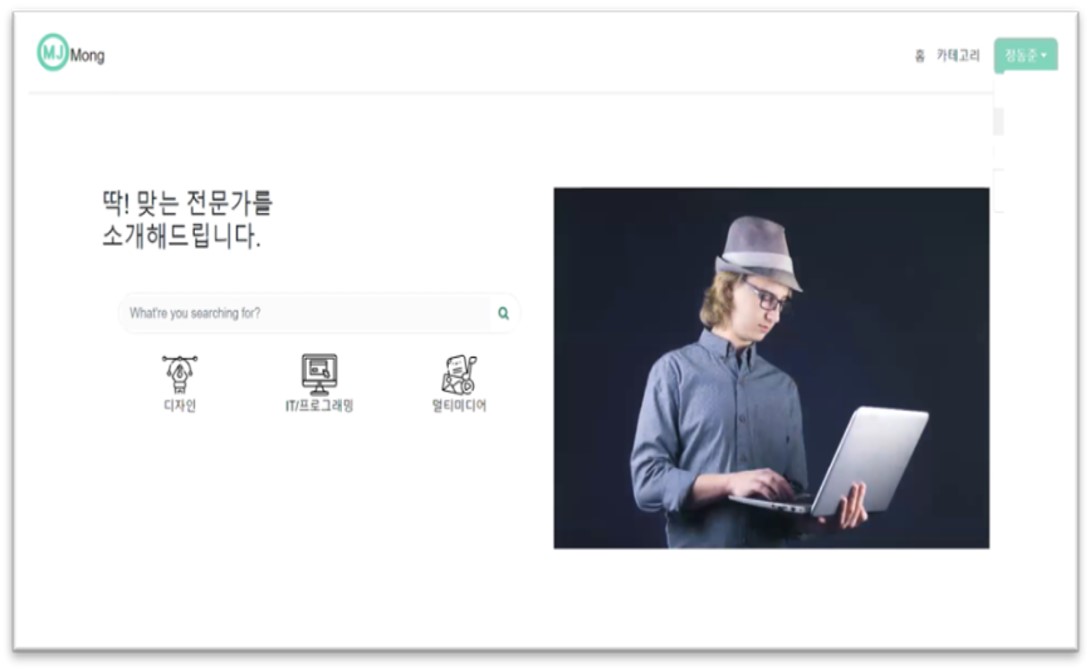 MJ Mong
홈 카테고리 정동준
딱! 맞는 전문가를
소개해드립니다.
What're you searching for?
디자인 IT/프로그래밍 멀티미디어